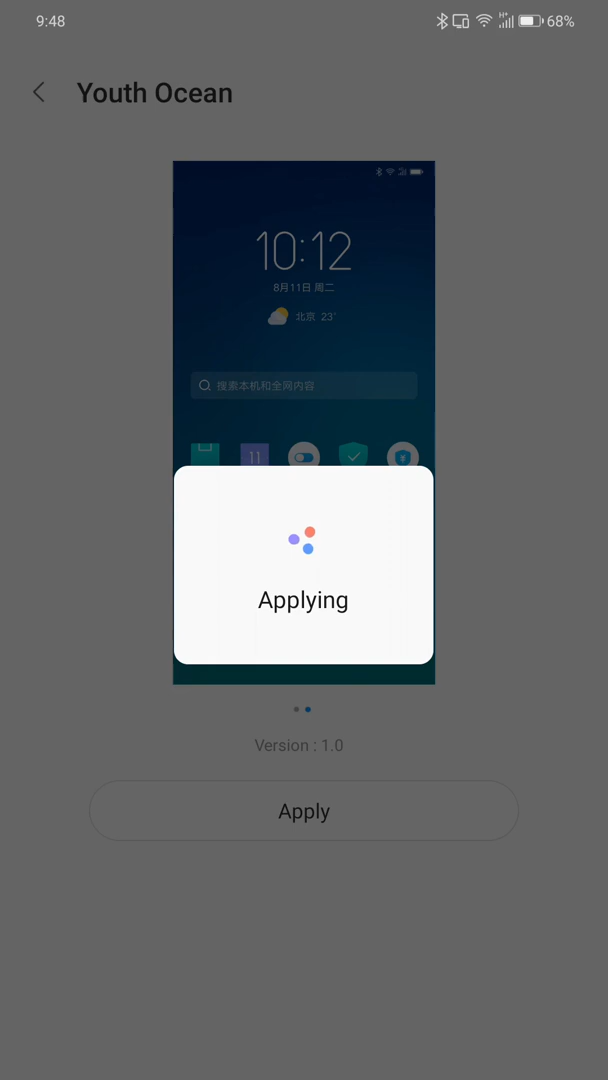 9:48
68%
Youth Ocean
10:12
8月11日 周二
北京 23°
搜索本机和全网内容
11
Applying
Version : 1.0
Apply